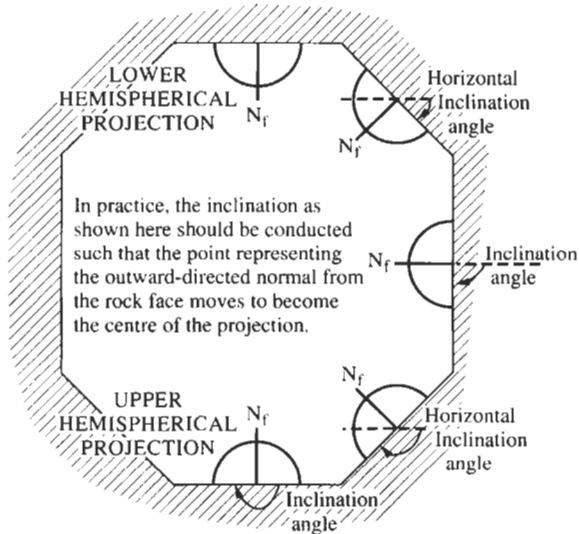 LOWER
HEMISPHERICAL
PROJECTION
Nf
Horizontal
Inclination
angle
Nf
In practice, the inclination as
shown here should be conducted
such that the point representing
the outward-directed normal from
the rock face moves to become
the centre of the projection.
Nf
Inclination
angle
UPPER
HEMISPHERICAL
PROJECTION
Nf
Inclination
angle
Nf
Horizontal
Inclination
angle